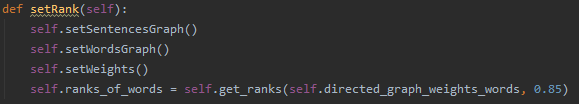 def setRank(self):
    self.setSentencesGraph()
    self.setWordsGraph()
    self.setWeights()
    self.ranks_of_words = self.get_ranks(self.directed_graph_weights_words, 0.85)